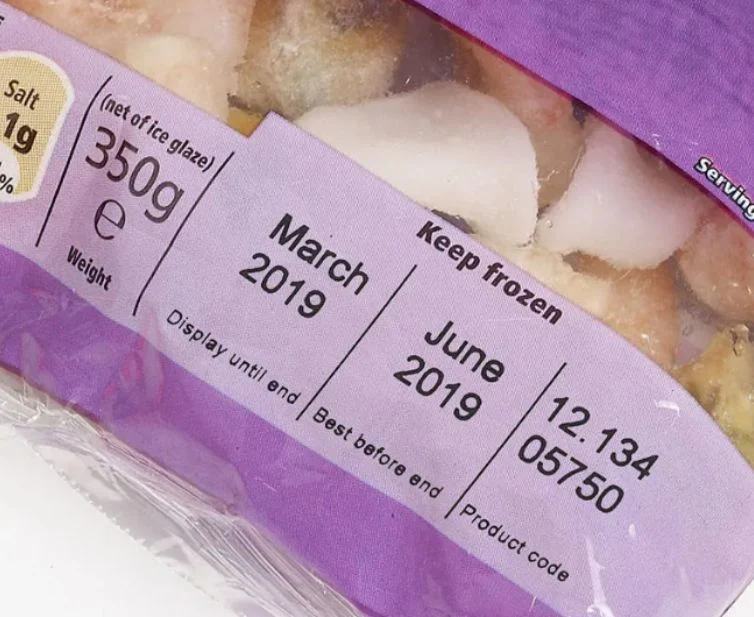 Salt
1g
%
(net of ice glaze)
350g
e
Weight
March
2019
Display until end
Keep frozen
June
2019
Best before end
12.134
05750
Product code
Serving